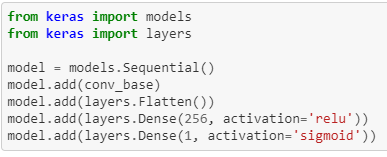 from keras import models
from keras import layers
model = models.Sequential()
model.add(conv_base)
model.add(layers.Flatten())
model.add(layers.Dense(256, activation='relu'))
model.add(layers.Dense(1, activation='sigmoid'))